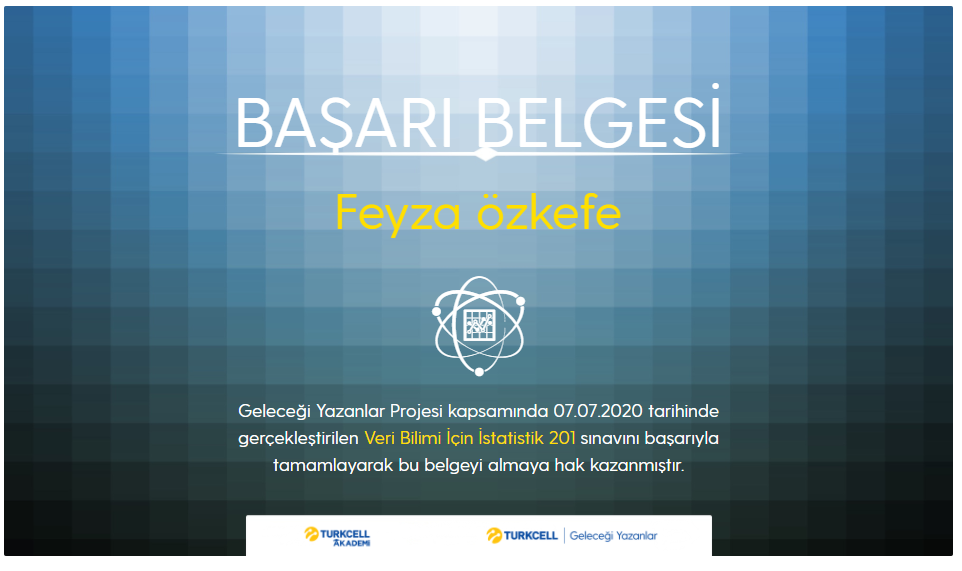 BAŞARI BELGESİ
Feyza özkefe
Geleceği Yazanlar Projesi kapsamında 07.07.2020 tarihinde
gerçekleştirilen Veri Bilimi İçin İstatistik 201 sınavını başarıyla
tamamlayarak bu belgeyi almaya hak kazanmıştır.
TURKCELL
AKADEMİ
TURKCELL | Geleceği Yazanlar